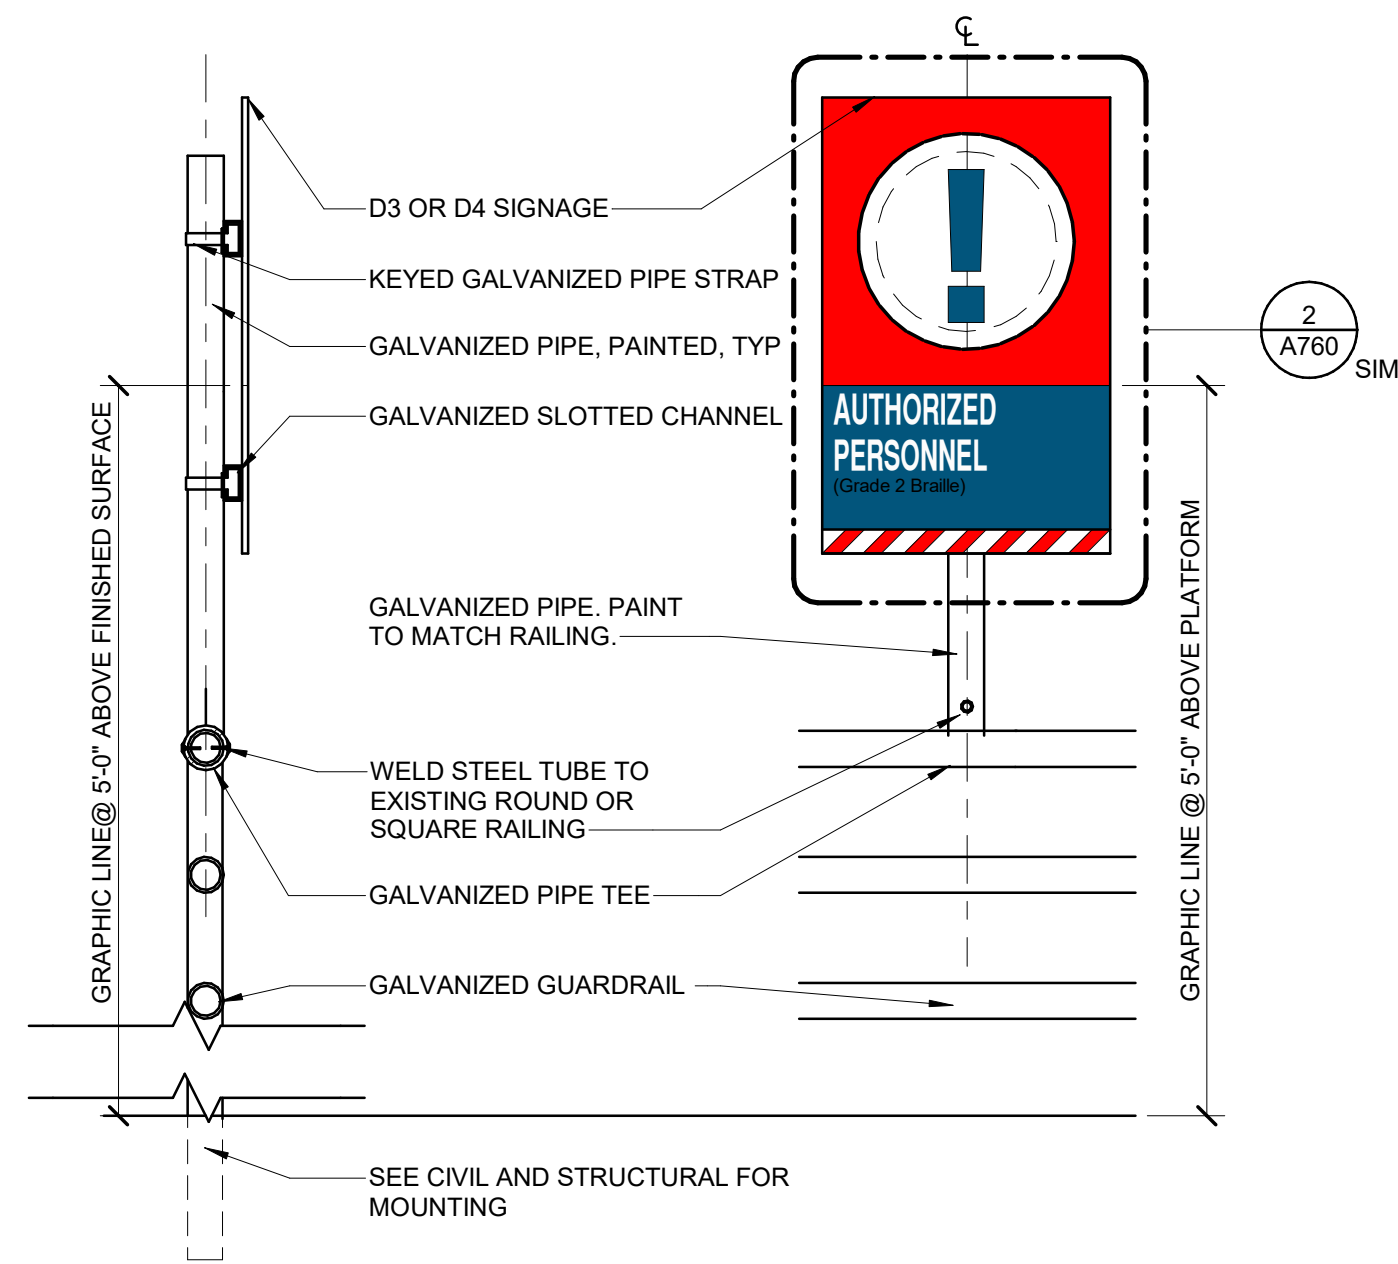 ℄
D3 OR D4 SIGNAGE
KEYED GALVANIZED PIPE STRAP
GALVANIZED PIPE, PAINTED, TYP
GALVANIZED SLOTTED CHANNEL
GRAPHIC LINE@ 5'-0" ABOVE FINISHED SURFACE
AUTHORIZED
PERSONNEL
(Grade 2 Braille)
2
A760
SIM
GRAPHIC LINE @ 5'-0" ABOVE PLATFORM
GALVANIZED PIPE. PAINT
TO MATCH RAILING.
WELD STEEL TUBE TO
EXISTING ROUND OR
SQUARE RAILING
GALVANIZED PIPE TEE
GALVANIZED GUARDRAIL
SEE CIVIL AND STRUCTURAL FOR
MOUNTING